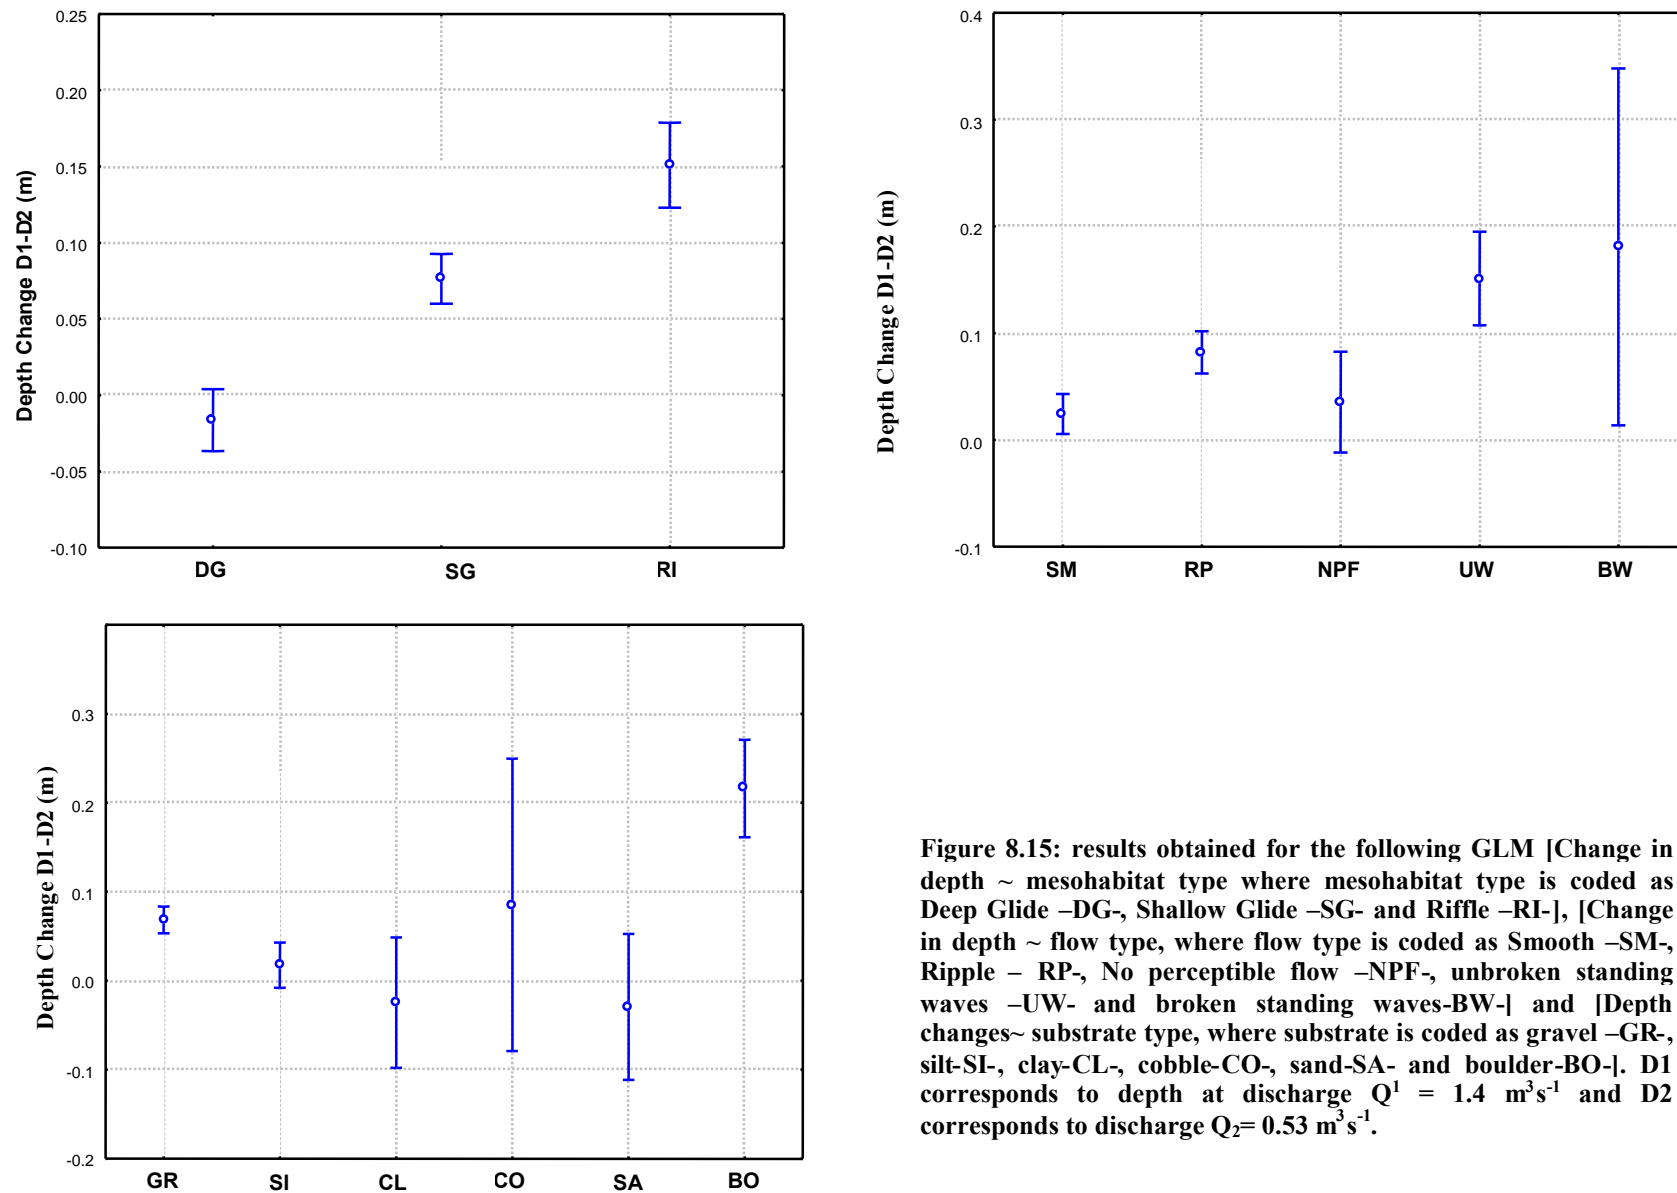 0.25
0.20
0.15
0.10
0.05
0.00
-0.05
-0.10
Depth Change D1-D2 (m)
DG SG RI
0.4
0.3
0.2
0.1
0.0
-0.1
Depth Change D1-D2 (m)
SM RP NPF UW BW
0.3
0.2
0.1
0.0
-0.1
-0.2
Depth Change D1-D2 (m)
GR SI CL CO SA BO
Figure 8.15: results obtained for the following GLM [Change in
depth ~ mesohabitat type where mesohabitat type is coded as
Deep Glide –DG-, Shallow Glide –SG- and Riffle –RI-], [Change
in depth ~ flow type, where flow type is coded as Smooth –SM-,
Ripple – RP-, No perceptible flow –NPF-, unbroken standing
waves –UW- and broken standing waves-BW-] and [Depth
changes~ substrate type, where substrate is coded as gravel –GR-,
silt-SI-, clay-CL-, cobble-CO-, sand-SA- and boulder-BO-]. D1
corresponds to depth at discharge Q¹ = 1.4 m³s⁻¹ and D2
corresponds to discharge Q₂= 0.53 m³s⁻¹.